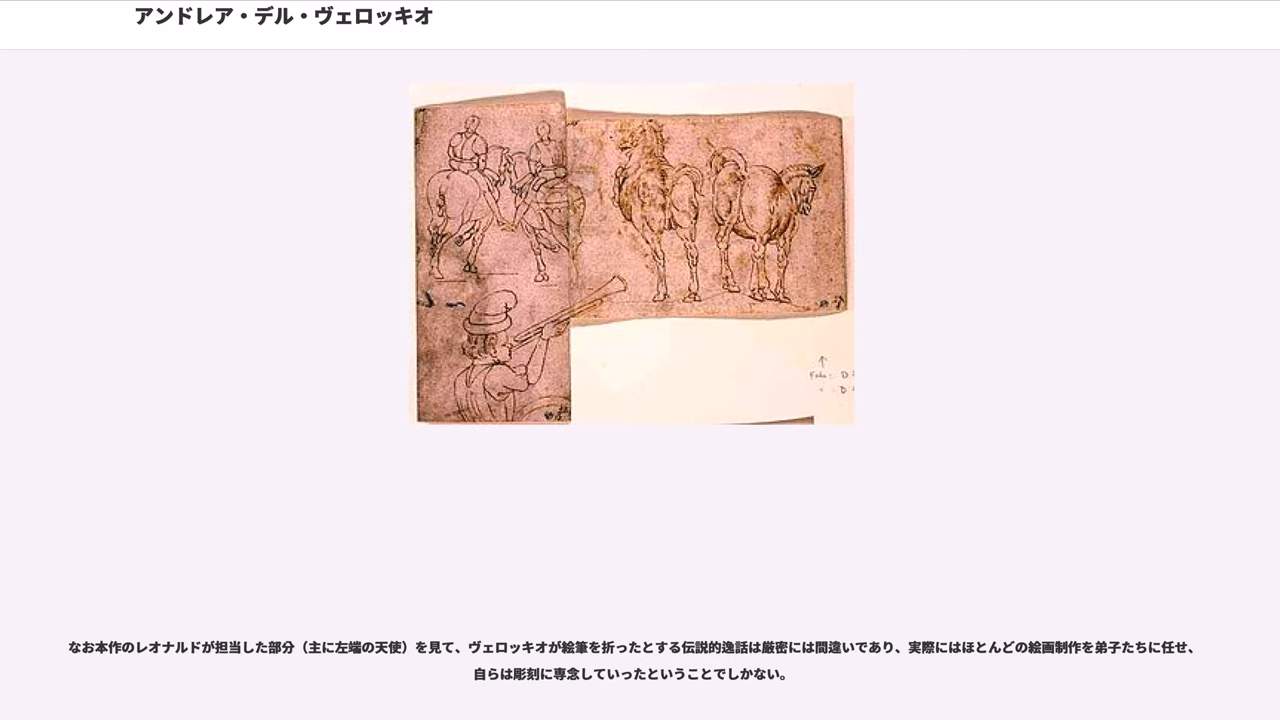 アンドレア・デル・ヴェロッキオ
なお本作のレオナルドが担当した部分（主に左端の天使）を見て、ヴェロッキオが絵筆を折ったとする伝説的逸話は厳密には間違いであり、実際にはほとんどの絵画制作を弟子たちに任せ、
自らは彫刻に専念していったということでしかない。